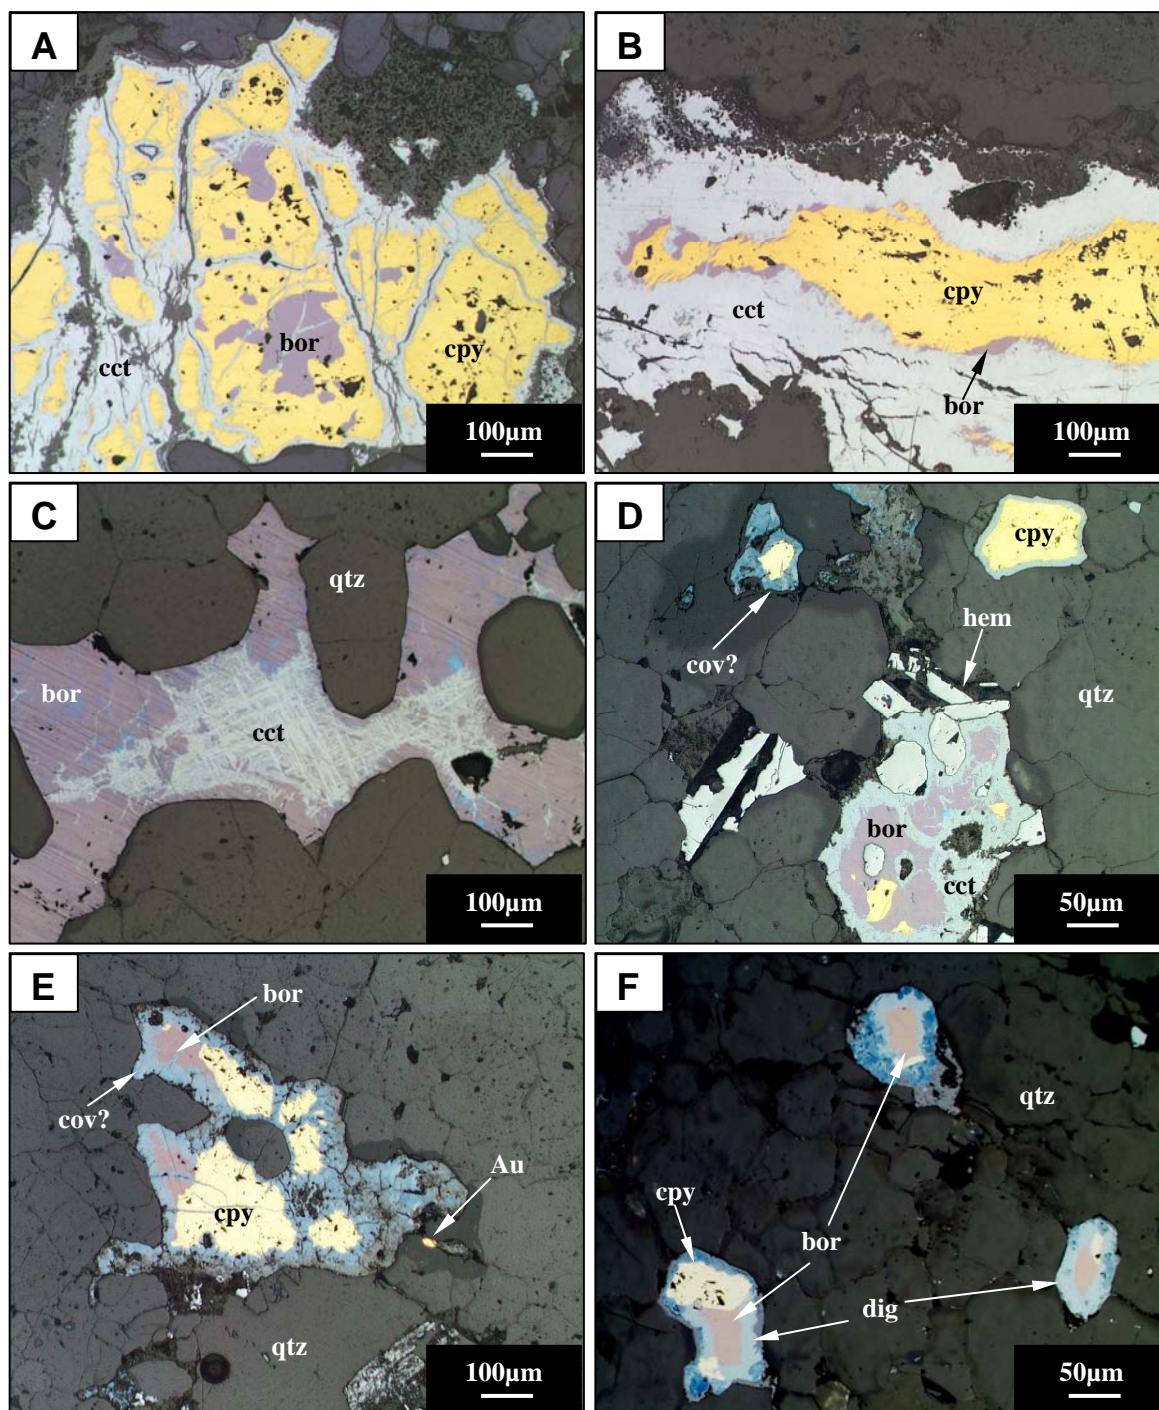 A
bor
cct
cpy
100µm
B
cpy
cct
bor
100µm
C
qtz
bor
cct
100µm
D
cpy
cov?
hem
qtz
bor
cct
50µm
E
bor
cov?
Au
cpy
qtz
100µm
F
qtz
cpy
bor
dig
50µm